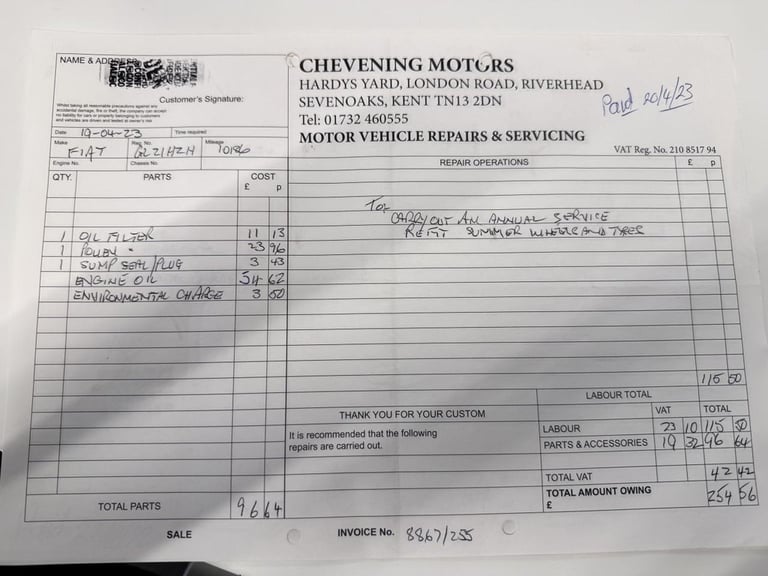 NAME & ADDRESS
Customer's Signature:
Whilst taking all reasonable precautions against any
accidental damage, fire or theft, the company can accept
no liability for cars or property belonging to customers
and vehicles are driven and tested at owner's risk
Date 19-04-23 Time required
Make FIAT Reg. No. GL21HZH Mileage 10186
Engine No. Chassis No.
CHEVENING MOTORS
HARDYS YARD, LONDON ROAD, RIVERHEAD
SEVENOAKS, KENT TN13 2DN
Tel: 01732 460555
MOTOR VEHICLE REPAIRS & SERVICING
Paid 20/4/23
VAT Reg. No. 210 8517 94
QTY. PARTS COST
£ p
1 OIL FILTER 11 13
1 POLLEN " 23 96
1 SUMP SEAL/PLUG 3 43
ENGINE OIL 54 62
ENVIRONMENTAL CHARGE 3 50
TOTAL PARTS 96 64
REPAIR OPERATIONS £ p
To:
CARRY OUT AN ANNUAL SERVICE
REFIT SUMMER WHEELS AND TYRES
115 50
LABOUR TOTAL
THANK YOU FOR YOUR CUSTOM
It is recommended that the following
repairs are carried out.
VAT TOTAL
LABOUR 23 10 115 50
PARTS & ACCESSORIES 19 32 96 64
TOTAL VAT 42 42
TOTAL AMOUNT OWING
£ 254 56
SALE
INVOICE No. 8867/255